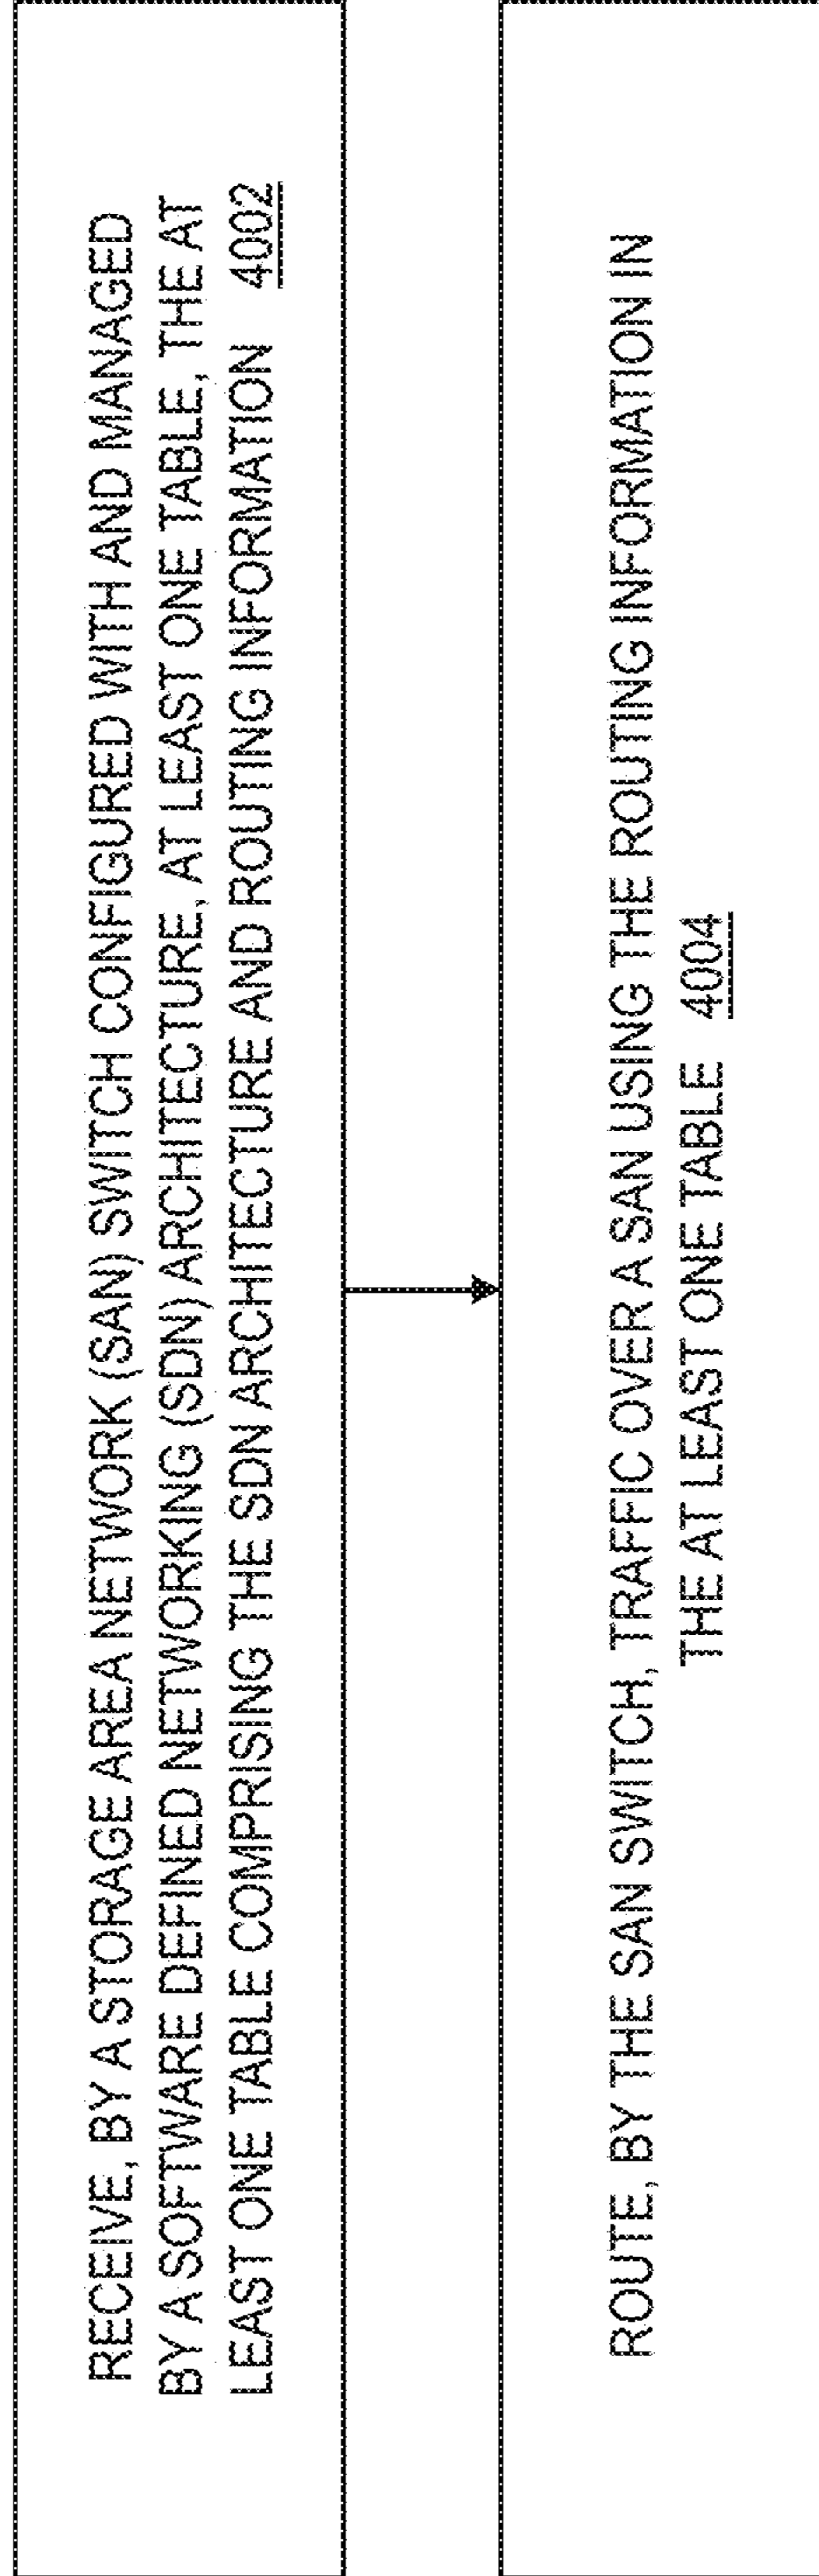 RECEIVE, BY A STORAGE AREA NETWORK (SAN) SWITCH CONFIGURED WITH AND MANAGED
BY A SOFTWARE DEFINED NETWORKING (SDN) ARCHITECTURE, AT LEAST ONE TABLE, THE AT
LEAST ONE TABLE COMPRISING THE SDN ARCHITECTURE AND ROUTING INFORMATION 4002
ROUTE, BY THE SAN SWITCH, TRAFFIC OVER A SAN USING THE ROUTING INFORMATION IN
THE AT LEAST ONE TABLE 4004